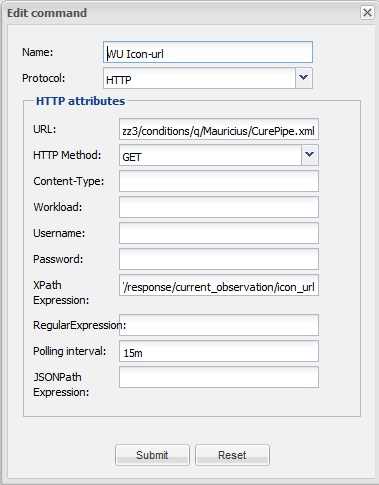 Edit command
Name: WU Icon-url
Protocol: HTTP
HTTP attributes
URL: zz3/conditions/q/Mauricius/CurePipe.xml
HTTP Method: GET
Content-Type:
Workload:
Username:
Password:
XPath
Expression: /response/current_observation/icon_url
RegularExpression:
Polling interval: 15m
JSONPath
Expression:
Submit Reset